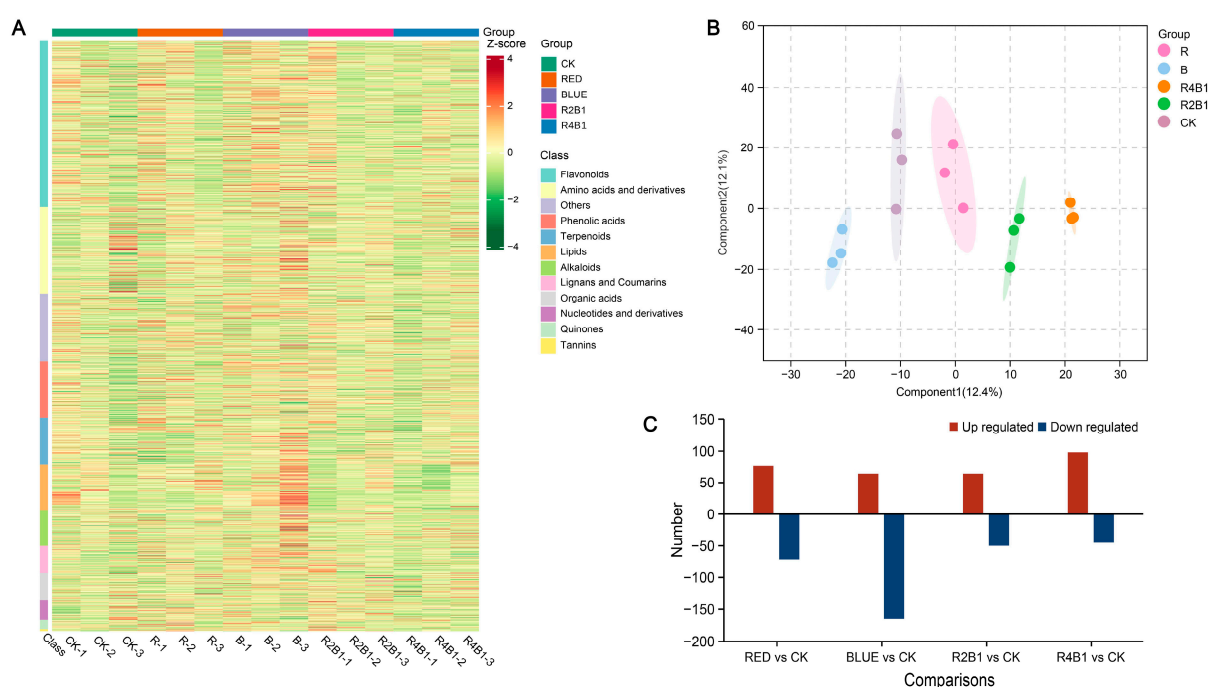 A
Group
Z-score
4
2
0
−2
−4
Group
CK
RED
BLUE
R2B1
R4B1
Class
Flavonoids
Amino acids and derivatives
Others
Phenolic acids
Terpenoids
Lipids
Alkaloids
Lignans and Coumarins
Organic acids
Nucleotides and derivatives
Quinones
Tannins
Class
CK-1
CK-2
CK-3
R-1
R-2
R-3
B-1
B-2
B-3
R2B1-1
R2B1-2
R2B1-3
R4B1-1
R4B1-2
R4B1-3
B
Component2(12.1%)
60
40
20
0
−20
−40
−30
−20
−10
0
10
20
30
Component1(12.4%)
Group
R
B
R4B1
R2B1
CK
C
Up regulated
Down regulated
Number
150
100
50
0
−50
−100
−150
−200
RED vs CK
BLUE vs CK
R2B1 vs CK
R4B1 vs CK
Comparisons